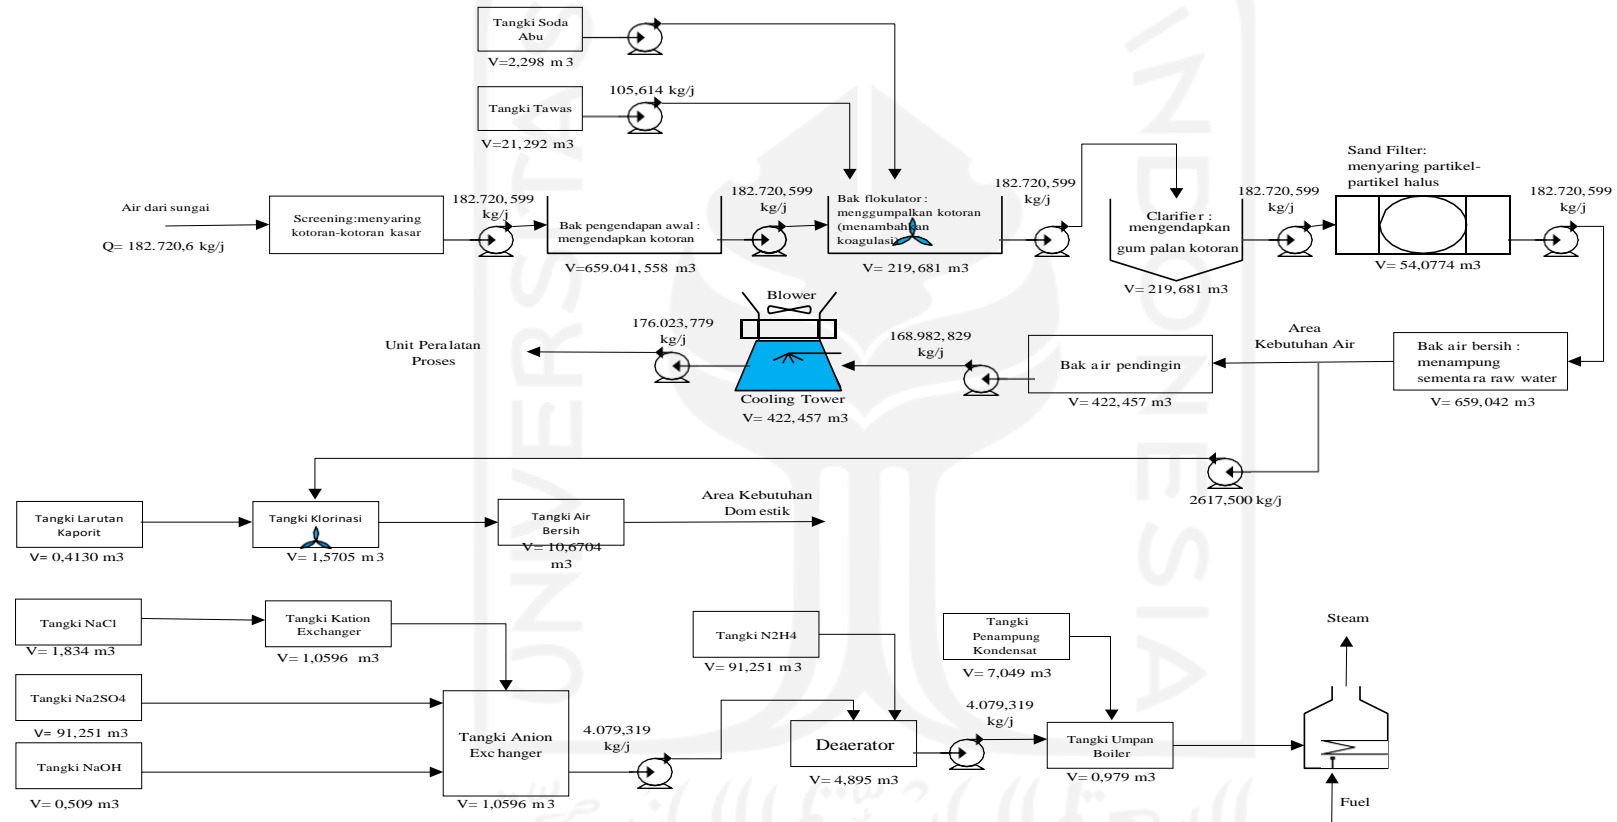 Tangki Soda
Abu
V=2,298 m3
Tangki Tawas
105,614 kg/j
V=21,292 m3
Air dari sungai
Q= 182.720,6 kg/j
Screening:menyaring
kotoran-kotoran kasar
182.720,599
kg/j
Bak pengendapan awal :
mengendapkan kotoran
V=659.041,558 m3
182.720,599
kg/j
Bak flokulator :
menggumpalkan kotoran
(menambahkan
koagulasi)
V= 219,681 m3
182.720,599
kg/j
Clarifier :
mengendapkan
gumpalan kotoran
V= 219,681 m3
182.720,599
kg/j
Sand Filter:
menyaring partikel-
partikel halus
V= 54,0774 m3
182.720,599
kg/j
Unit Peralatan
Proses
176.023,779
kg/j
Blower
Cooling Tower
V= 422,457 m3
168.982,829
kg/j
Bak air pendingin
V= 422,457 m3
Area
Kebutuhan Air
Bak air bersih :
menampung
sementara raw water
V= 659,042 m3
2617,500 kg/j
Tangki Larutan
Kaporit
V= 0,4130 m3
Tangki Klorinasi
V= 1,5705 m3
Tangki Air
Bersih
V= 10,6704
m3
Area Kebutuhan
Domestik
Tangki NaCl
V= 1,834 m3
Tangki Kation
Exchanger
V= 1,0596 m3
Tangki Na2SO4
V= 91,251 m3
Tangki NaOH
V= 0,509 m3
Tangki Anion
Exchanger
V= 1,0596 m3
4.079,319
kg/j
Tangki N2H4
V= 91,251 m3
Deaerator
V= 4,895 m3
4.079,319
kg/j
Tangki
Penampung
Kondensat
V= 7,049 m3
Tangki Umpan
Boiler
V= 0,979 m3
Steam
Fuel
UNIVERSITAS
INDONESIA